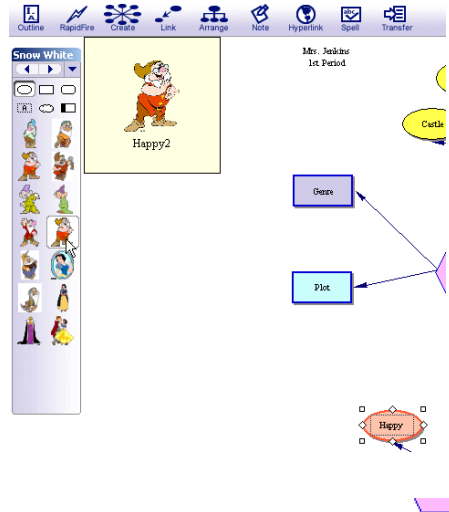 Outline RapidFire Create Link Arrange Note Hyperlink Spell Transfer
Snow White
A
Happy2
Mrs. Jenkins
1st Period
Castle
Genre
Plot
Happy